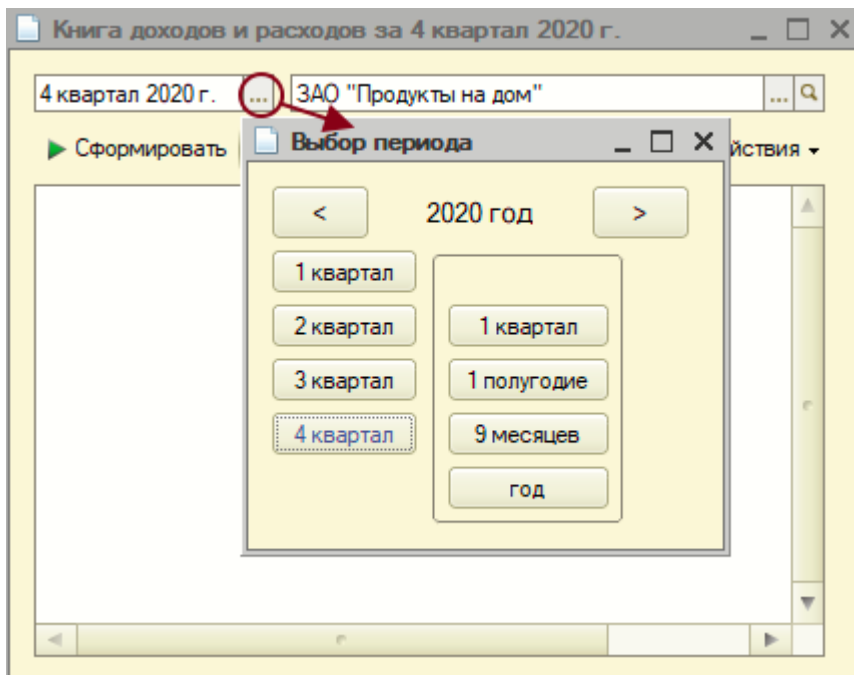 Книга доходов и расходов за 4 квартал 2020 г.
4 квартал 2020 г. ... ЗАО "Продукты на дом" ...
Сформировать
Выбор периода
йствия
< 2020 год >
1 квартал
2 квартал 1 квартал
3 квартал 1 полугодие
4 квартал 9 месяцев
год